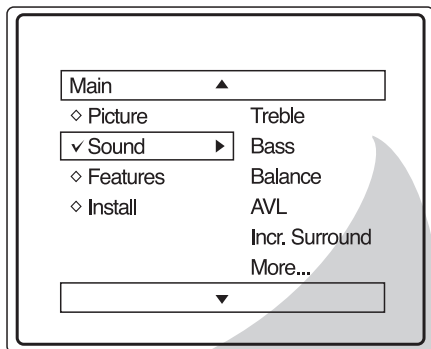 Main
Picture
Sound
Features
Install
Treble
Bass
Balance
AVL
Incr. Surround
More...